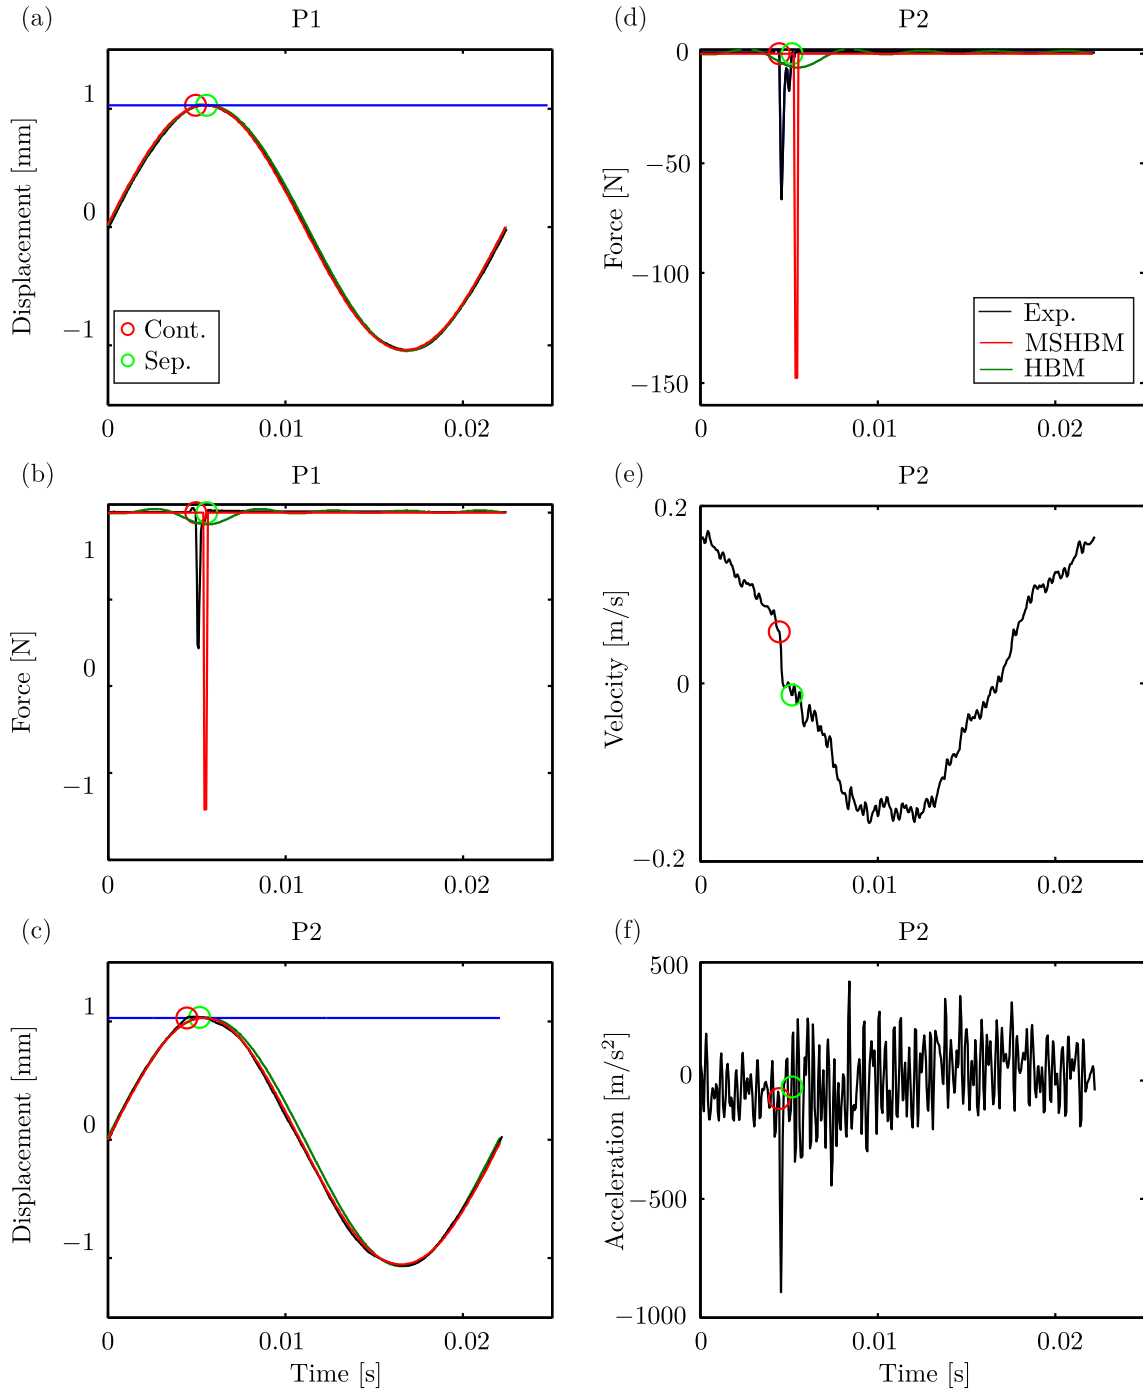 (a)
P1
Displacement [mm]
1
0
−1
Cont.
Sep.
0
0.01
0.02
(b)
P1
Force [N]
1
0
−1
0
0.01
0.02
(c)
P2
Displacement [mm]
1
0
−1
0
0.01
0.02
Time [s]
(d)
P2
Force [N]
0
−50
−100
−150
Exp.
MSHBM
HBM
0
0.01
0.02
(e)
P2
Velocity [m/s]
0.2
0
−0.2
0
0.01
0.02
(f)
P2
Acceleration [m/s²]
500
0
−500
−1000
0
0.01
0.02
Time [s]